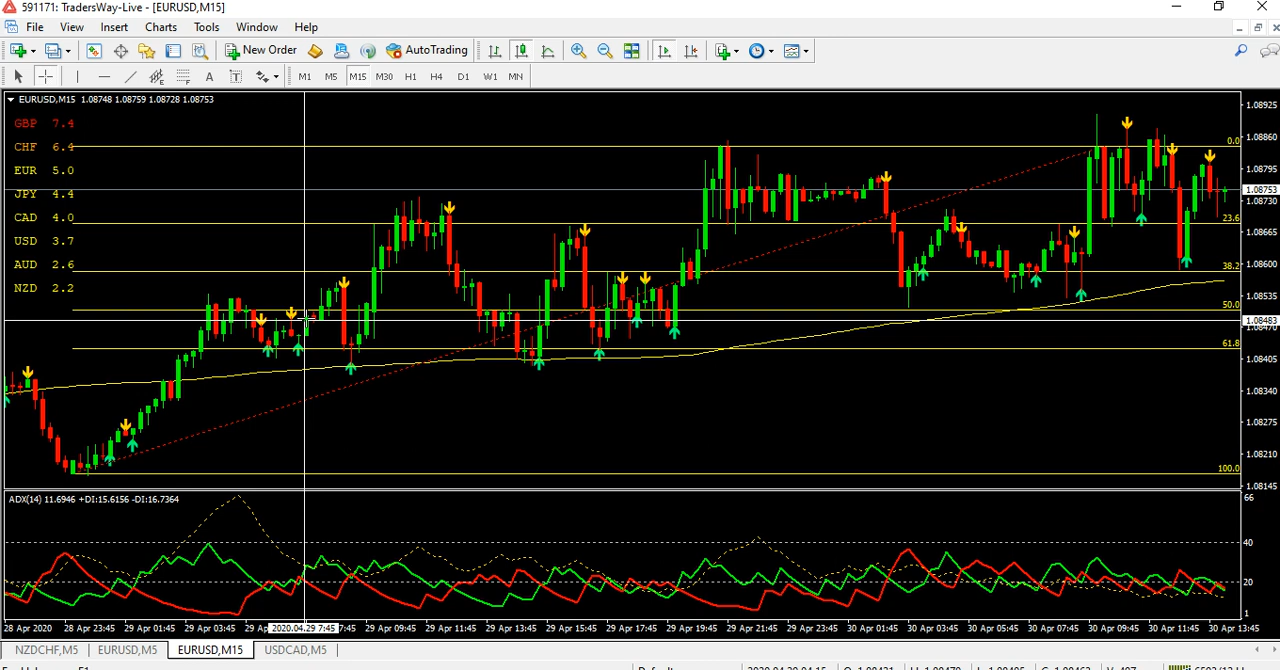 591171: TradersWay-Live - [EURUSD,M15]
File View Insert Charts Tools Window Help
New Order AutoTrading
A T M1 M5 M15 M30 H1 H4 D1 W1 MN
EURUSD,M15 1.08748 1.08759 1.08728 1.08753
GBP 7.4
CHF 6.4
EUR 5.0
JPY 4.4
CAD 4.0
USD 3.7
AUD 2.6
NZD 2.2
0.0
23.6
38.2
50.0
61.8
100.0
1.08925
1.08860
1.08795
1.08753
1.08730
1.08665
1.08600
1.08535
1.08483
1.08470
1.08405
1.08340
1.08275
1.08210
1.08145
ADX(14) 11.6946 +DI:15.6156 -DI:16.7364
66
40
20
1
28 Apr 2020 28 Apr 23:45 29 Apr 01:45 29 Apr 03:45 29 Ap 2020.04.29 7:45 7:45 29 Apr 09:45 29 Apr 11:45 29 Apr 13:45 29 Apr 15:45 29 Apr 17:45 29 Apr 19:45 29 Apr 21:45 29 Apr 23:45 30 Apr 01:45 30 Apr 03:45 30 Apr 05:45 30 Apr 07:45 30 Apr 09:45 30 Apr 11:45 30 Apr 13:45
NZDCHF,M5 EURUSD,M5 EURUSD,M15 USDCAD,M5